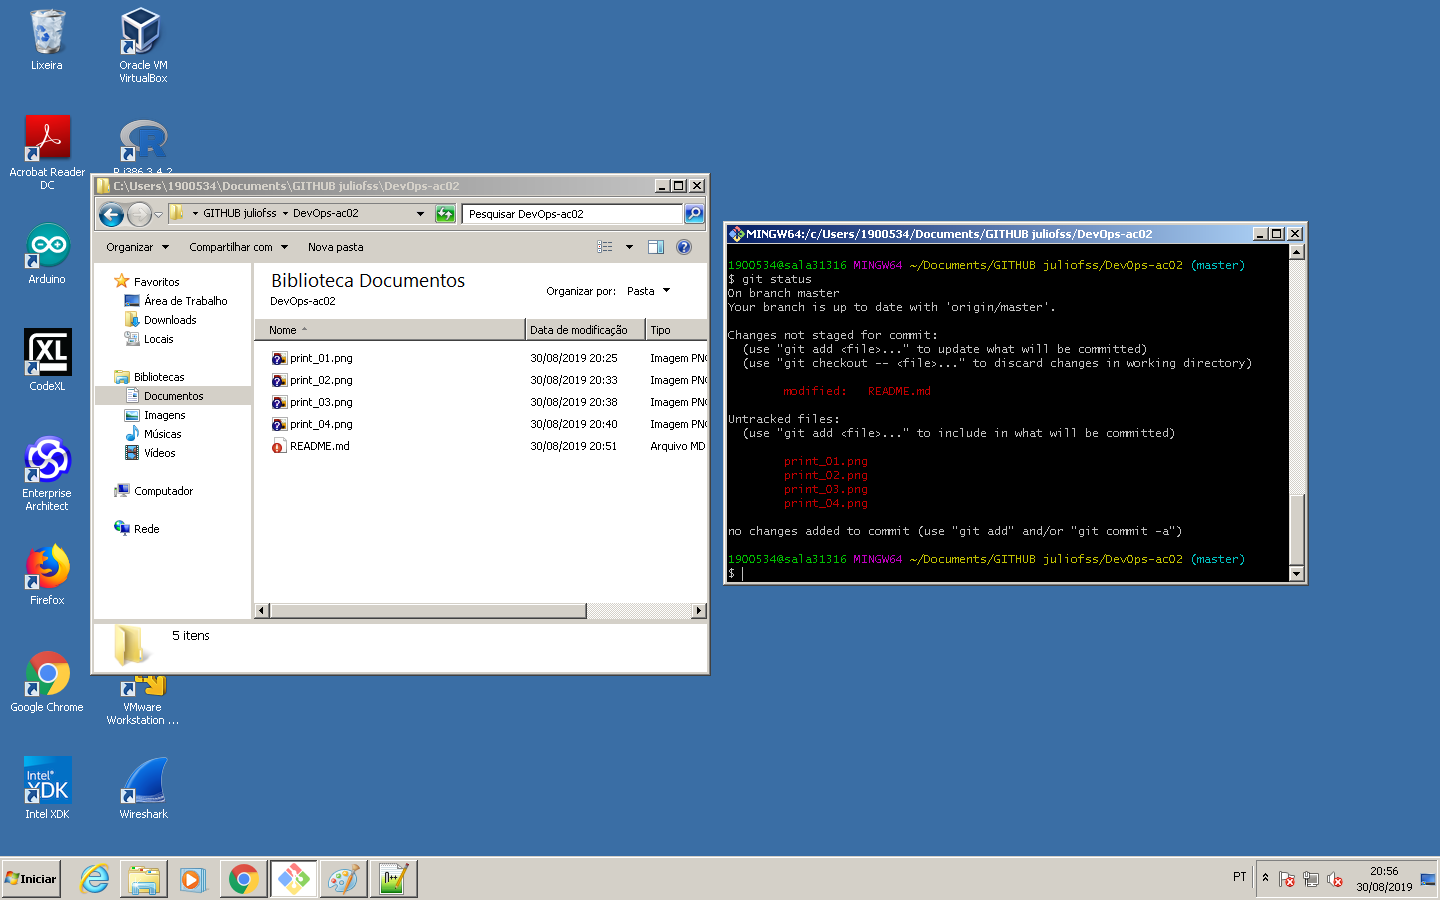 Lixeira
Oracle VM
VirtualBox
Acrobat Reader
DC
R i386 3.4.2
Arduino
CodeXL
Enterprise
Architect
Firefox
Google Chrome
VMware
Workstation ...
Intel XDK
Wireshark
C:\Users\1900534\Documents\GITHUB juliofss\DevOps-ac02
GITHUB juliofss
DevOps-ac02
Pesquisar DevOps-ac02
Organizar
Compartilhar com
Nova pasta
Favoritos
Área de Trabalho
Downloads
Locais
Bibliotecas
Documentos
Imagens
Músicas
Vídeos
Computador
Rede
Biblioteca Documentos
DevOps-ac02
Organizar por: Pasta
Nome Data de modificação Tipo
print_01.png 30/08/2019 20:25 Imagem PNG
print_02.png 30/08/2019 20:33 Imagem PNG
print_03.png 30/08/2019 20:38 Imagem PNG
print_04.png 30/08/2019 20:40 Imagem PNG
README.md 30/08/2019 20:51 Arquivo MD
5 itens
MINGW64:/c/Users/1900534/Documents/GITHUB juliofss/DevOps-ac02
1900534@sala31316 MINGW64 ~/Documents/GITHUB juliofss/DevOps-ac02 (master)
$ git status
On branch master
Your branch is up to date with 'origin/master'.
Changes not staged for commit:
(use "git add <file>..." to update what will be committed)
(use "git checkout -- <file>..." to discard changes in working directory)
modified: README.md
Untracked files:
(use "git add <file>..." to include in what will be committed)
print_01.png
print_02.png
print_03.png
print_04.png
no changes added to commit (use "git add" and/or "git commit -a")
1900534@sala31316 MINGW64 ~/Documents/GITHUB juliofss/DevOps-ac02 (master)
$
Iniciar
PT
20:56
30/08/2019